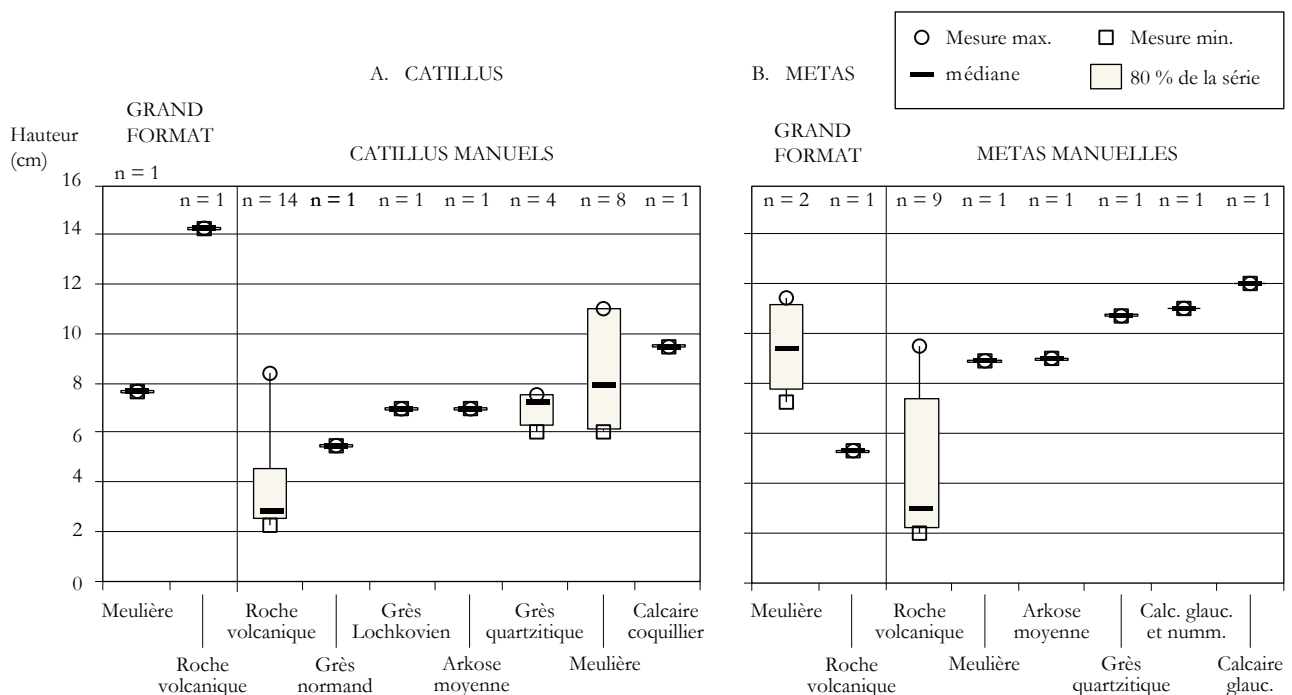 Mesure max.
Mesure min.
médiane
80 % de la série
A. CATILLUS
B. METAS
GRAND
FORMAT
CATILLUS MANUELS
GRAND
FORMAT
METAS MANUELLES
Hauteur
(cm)
n = 1
n = 1
n = 14
n = 1
n = 1
n = 1
n = 4
n = 8
n = 1
n = 2
n = 1
n = 9
n = 1
n = 1
n = 1
n = 1
n = 1
16
14
12
10
8
6
4
2
0
Meulière
Roche
volcanique
Roche
volcanique
Grès
normand
Grès
Lochkovien
Arkose
moyenne
Grès
quartzitique
Meulière
Calcaire
coquillier
Meulière
Roche
volcanique
Roche
volcanique
Meulière
Arkose
moyenne
Grès
quartzitique
Calc. glauc.
et numm.
Calcaire
glauc.